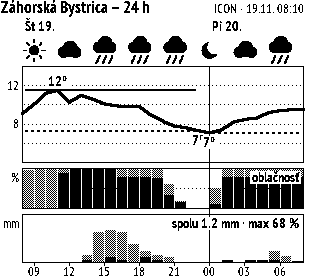 Záhorská Bystrica – 24 h
ICON · 19.11. 08:10
Št 19.
Pi 20.
12
12°
8
7°7°
%
oblačnosť
mm
spolu 1.2 mm · max 68 %
09 12 15 18 21 00 03 06